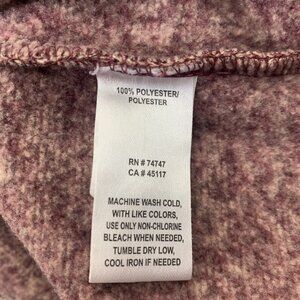 100% POLYESTER/
POLYESTER
RN # 74747
CA # 45117
MACHINE WASH COLD,
WITH LIKE COLORS,
USE ONLY NON-CHLORINE
BLEACH WHEN NEEDED,
TUMBLE DRY LOW,
COOL IRON IF NEEDED